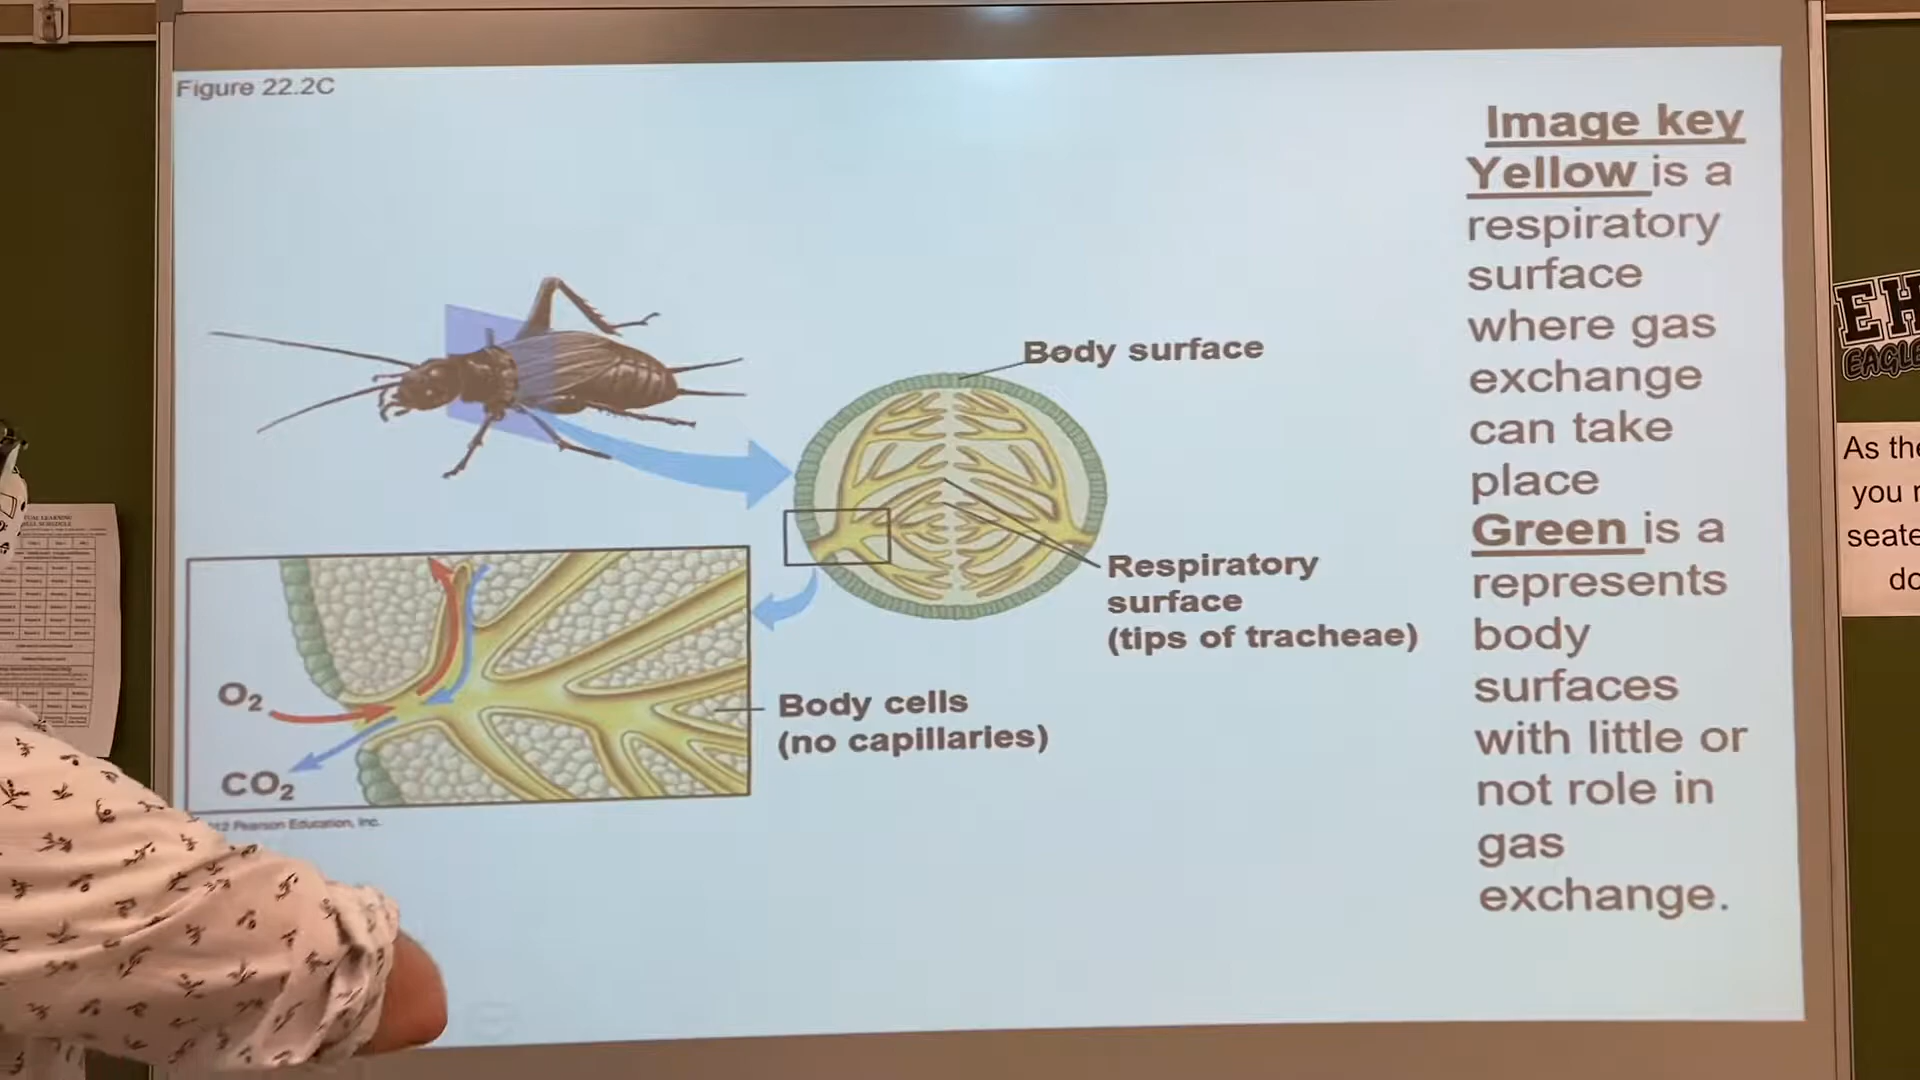 Figure 22.2C
Image key
Yellow is a
respiratory
surface
where gas
exchange
can take
place
Green is a
represents
body
surfaces
with little or
not role in
gas
exchange.
Body surface
Respiratory
surface
(tips of tracheae)
O2
CO2
Body cells
(no capillaries)
Pearson Education, Inc.
EH
EAGLE
As the
you
seate
do